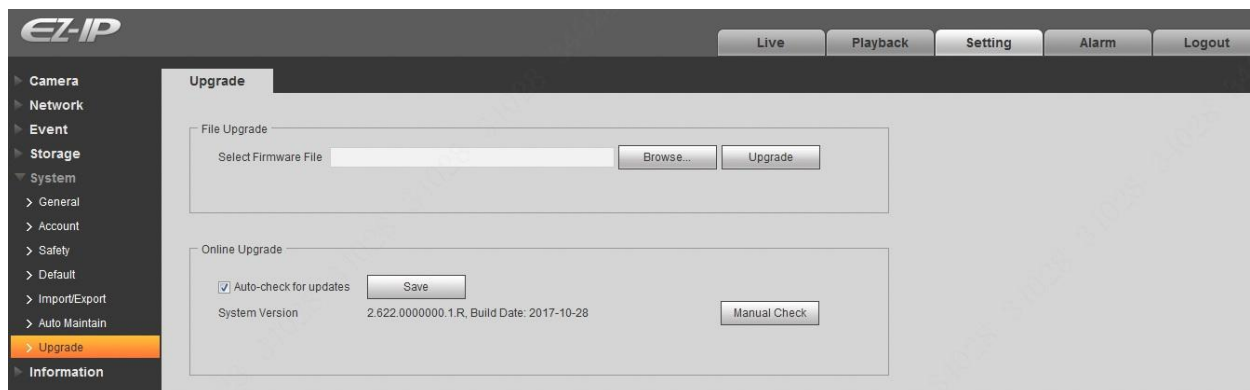 EZ-IP
Live Playback Setting Alarm Logout
Camera
Network
Event
Storage
System
General
Account
Safety
Default
Import/Export
Auto Maintain
Upgrade
Information
Upgrade
File Upgrade
Select Firmware File Browse... Upgrade
Online Upgrade
Auto-check for updates Save
System Version 2.622.0000000.1.R, Build Date: 2017-10-28 Manual Check